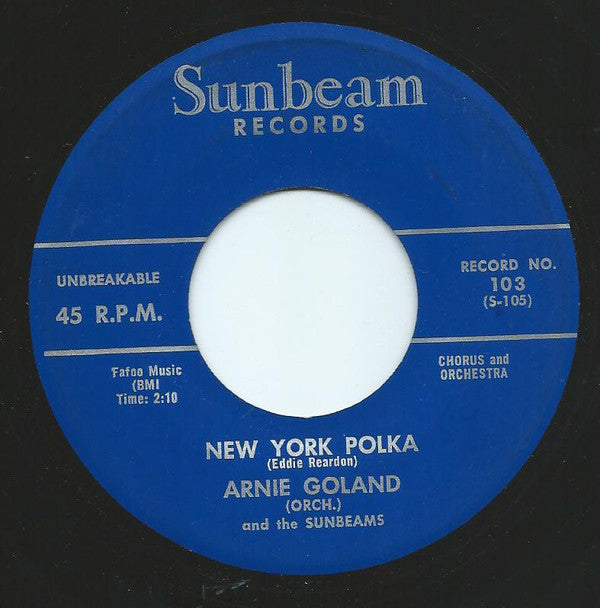 Sunbeam
RECORDS
UNBREAKABLE
45 R.P.M.
RECORD NO.
103
(S-105)
Fafoo Music
(BMI
Time: 2:10
CHORUS and
ORCHESTRA
NEW YORK POLKA
(Eddie Reardon)
ARNIE GOLAND
(ORCH.)
and the SUNBEAMS